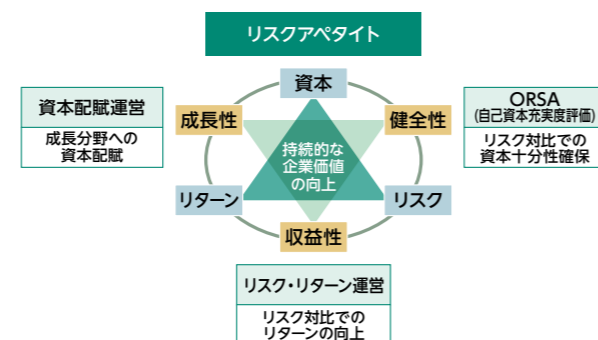 リスクアペタイト
資本
資本配賦運営
成長分野への
資本配賦
成長性
健全性
ORSA
(自己資本充実度評価)
リスク対比での
資本十分性確保
持続的な
企業価値
の向上
リターン
リスク
収益性
リスク・リターン運営
リスク対比での
リターンの向上